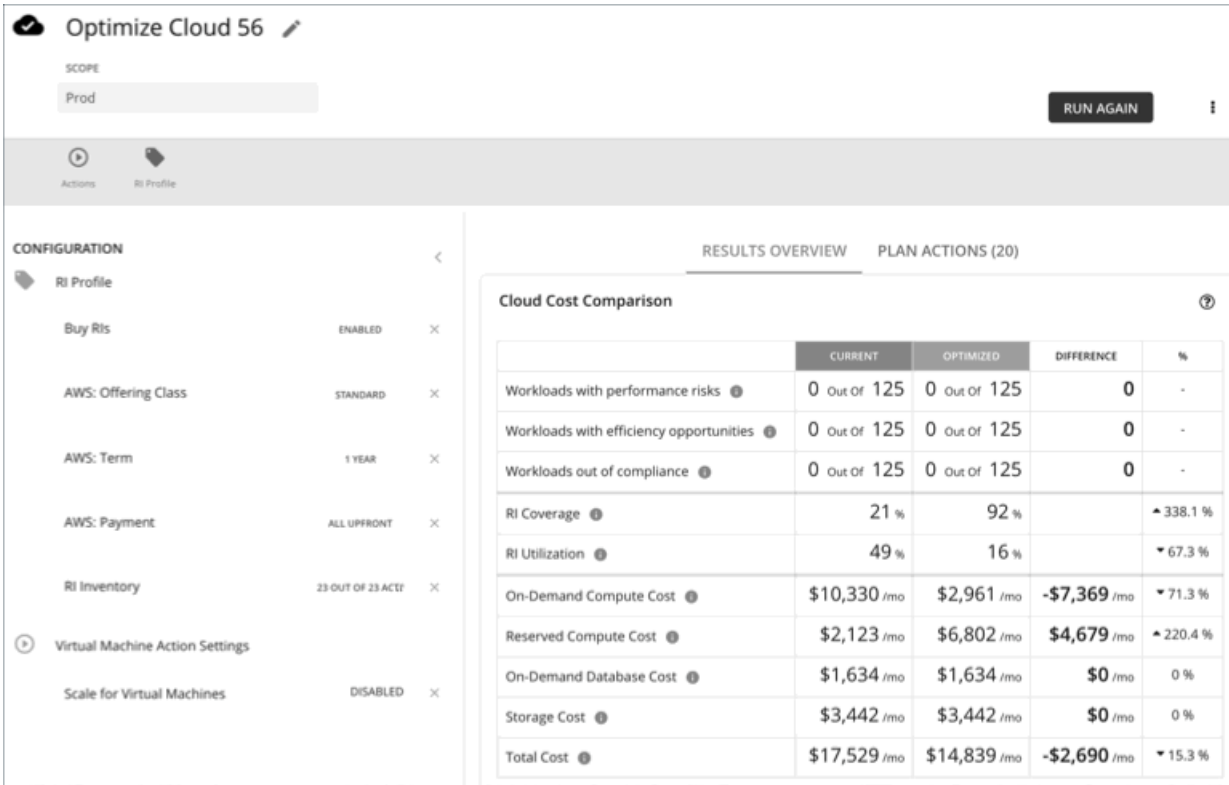 Optimize Cloud 56
SCOPE
Prod
RUN AGAIN
Actions RI Profile
CONFIGURATION
RI Profile
Buy RIs ENABLED
AWS: Offering Class STANDARD
AWS: Term 1 YEAR
AWS: Payment ALL UPFRONT
RI Inventory 23 OUT OF 23
Virtual Machine Action Settings
Scale for Virtual Machines DISABLED
RESULTS OVERVIEW PLAN ACTIONS (20)
Cloud Cost Comparison
CURRENT OPTIMIZED DIFFERENCE %
Workloads with performance risks 0 Out Of 125 0 Out Of 125 0 -
Workloads with efficiency opportunities 0 Out Of 125 0 Out Of 125 0 -
Workloads out of compliance 0 Out Of 125 0 Out Of 125 0 -
RI Coverage 21 % 92 % 338.1 %
RI Utilization 49 % 16 % 67.3 %
On-Demand Compute Cost $10,330 /mo $2,961 /mo -$7,369 /mo 71.3 %
Reserved Compute Cost $2,123 /mo $6,802 /mo $4,679 /mo 220.4 %
On-Demand Database Cost $1,634 /mo $1,634 /mo $0 /mo 0 %
Storage Cost $3,442 /mo $3,442 /mo $0 /mo 0 %
Total Cost $17,529 /mo $14,839 /mo -$2,690 /mo 15.3 %